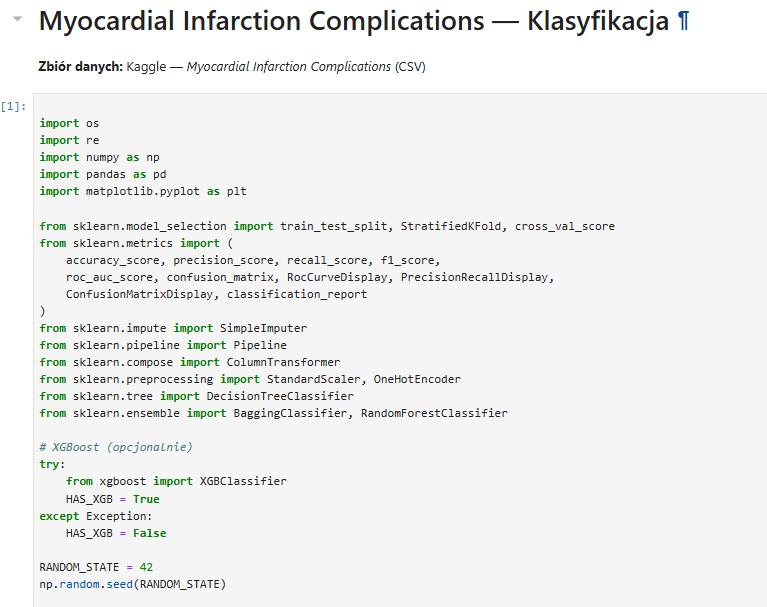 Myocardial Infarction Complications — Klasyfikacja ¶
Zbiór danych: Kaggle — Myocardial Infarction Complications (CSV)
[1]:
import os
import re
import numpy as np
import pandas as pd
import matplotlib.pyplot as plt
from sklearn.model_selection import train_test_split, StratifiedKFold, cross_val_score
from sklearn.metrics import (
    accuracy_score, precision_score, recall_score, f1_score,
    roc_auc_score, confusion_matrix, RocCurveDisplay, PrecisionRecallDisplay,
    ConfusionMatrixDisplay, classification_report
)
from sklearn.impute import SimpleImputer
from sklearn.pipeline import Pipeline
from sklearn.compose import ColumnTransformer
from sklearn.preprocessing import StandardScaler, OneHotEncoder
from sklearn.tree import DecisionTreeClassifier
from sklearn.ensemble import BaggingClassifier, RandomForestClassifier
# XGBoost (opcjonalnie)
try:
    from xgboost import XGBClassifier
    HAS_XGB = True
except Exception:
    HAS_XGB = False
RANDOM_STATE = 42
np.random.seed(RANDOM_STATE)